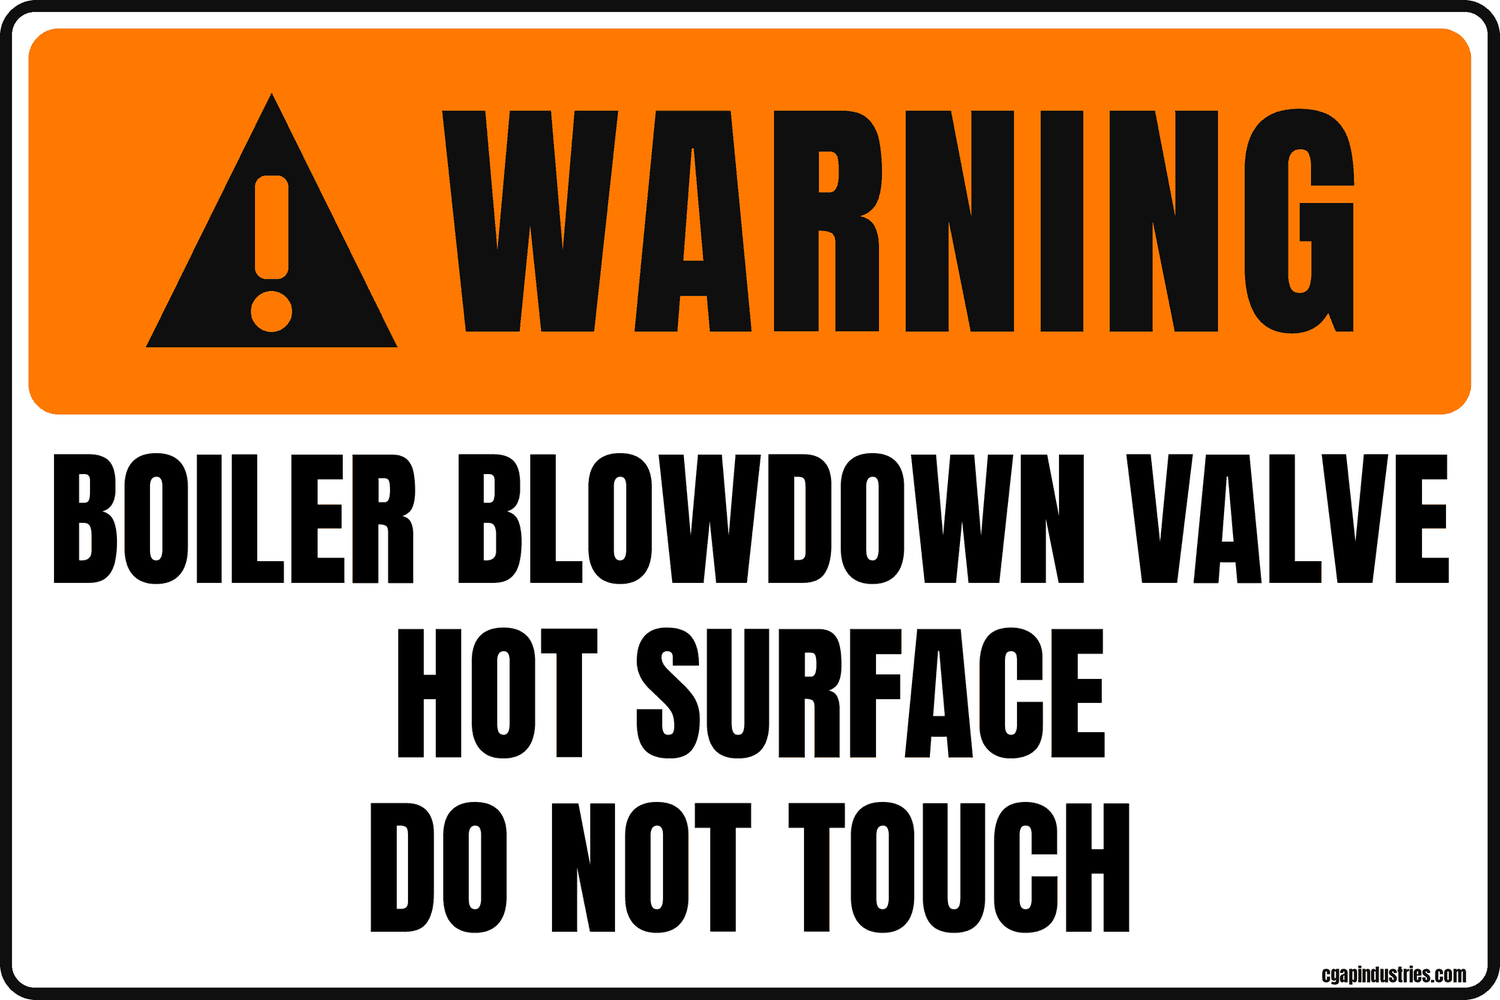 WARNING
BOILER BLOWDOWN VALVE
HOT SURFACE
DO NOT TOUCH
cgapindustries.com